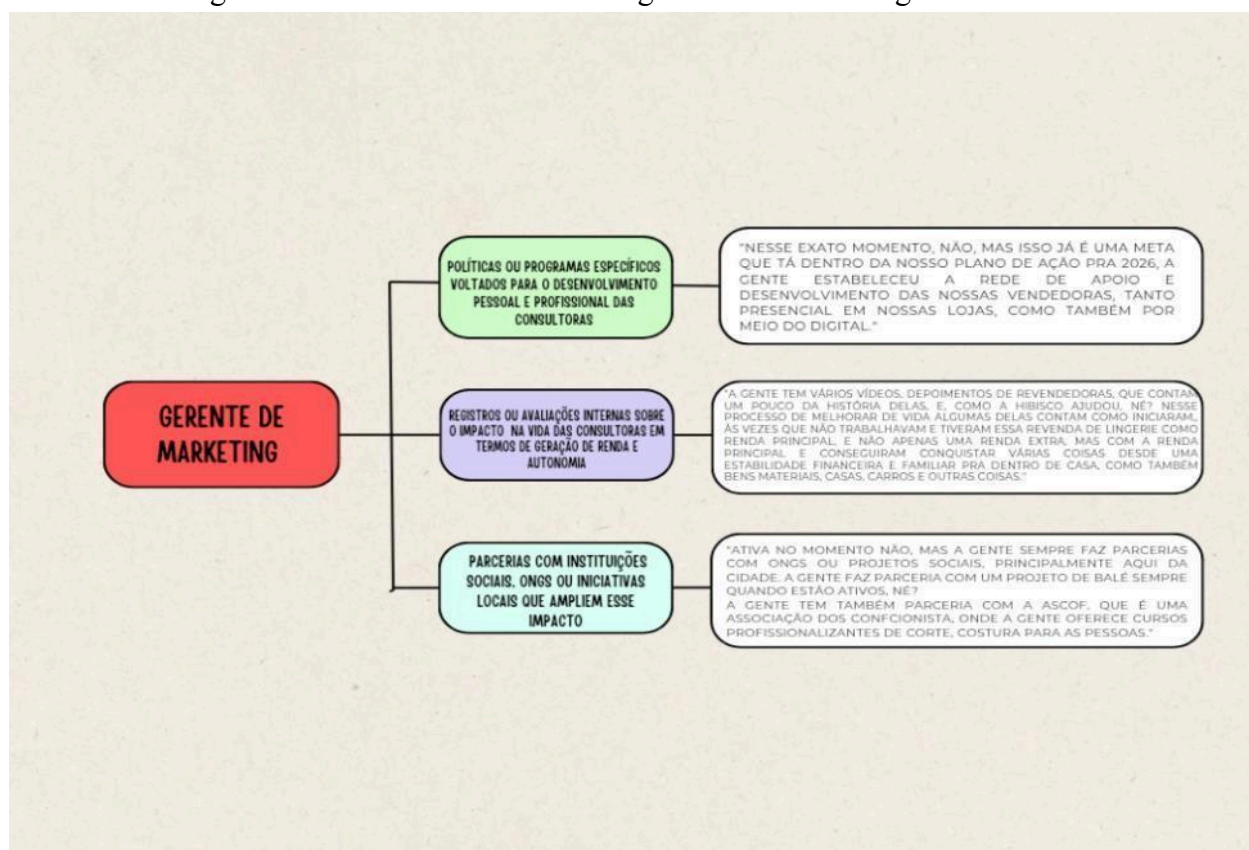 POLÍTICAS OU PROGRAMAS ESPECÍFICOS
VOLTADOS PARA O DESENVOLVIMENTO
PESSOAL E PROFISSIONAL DAS
CONSULTORAS
"NESSE EXATO MOMENTO, NÃO, MAS ISSO JÁ É UMA META
QUE TÁ DENTRO DA NOSSO PLANO DE AÇÃO PRA 2026, A
GENTE ESTABELECEU A REDE DE APOIO E
DESENVOLVIMENTO DAS NOSSAS VENDEDORAS, TANTO
PRESENCIAL EM NOSSAS LOJAS, COMO TAMBÉM POR
MEIO DO DIGITAL."
GERENTE DE
MARKETING
REGISTROS OU AVALIAÇÕES INTERNAS SOBRE
O IMPACTO NA VIDA DAS CONSULTORAS EM
TERMOS DE GERAÇÃO DE RENDA E
AUTONOMIA
"A GENTE TEM VÁRIOS VÍDEOS, DEPOIMENTOS DE REVENDEDORAS, QUE CONTAM
UM POUCO DA HISTÓRIA DELAS, E, COMO A HIBISCO AJUDOU, NÉ? NESSE
PROCESSO DE MELHORAR DE VIDA ALGUMAS DELAS CONTAM COMO INICIARAM,
ÀS VEZES QUE NÃO TRABALHAVAM E TIVERAM ESSA REVENDA DE LINGERIE COMO
RENDA PRINCIPAL, E NÃO APENAS UMA RENDA EXTRA, MAS COM A RENDA
PRINCIPAL E CONSEGUIRAM CONQUISTAR VÁRIAS COISAS DESDE UMA
ESTABILIDADE FINANCEIRA E FAMILIAR PRA DENTRO DE CASA, COMO TAMBÉM
BENS MATERIAIS, CASAS, CARROS E OUTRAS COISAS."
PARCERIAS COM INSTITUIÇÕES
SOCIAIS, ONGS OU INICIATIVAS
LOCAIS QUE AMPLIEM ESSE
IMPACTO
"ATIVA NO MOMENTO NÃO, MAS A GENTE SEMPRE FAZ PARCERIAS
COM ONGS OU PROJETOS SOCIAIS, PRINCIPALMENTE AQUI DA
CIDADE. A GENTE FAZ PARCERIA COM UM PROJETO DE BALÉ SEMPRE
QUANDO ESTÃO ATIVOS, NÉ?
A GENTE TEM TAMBÉM PARCERIA COM A ASCOF, QUE É UMA
ASSOCIAÇÃO DOS CONFCIONISTA, ONDE A GENTE OFERECE CURSOS
PROFISSIONALIZANTES DE CORTE, COSTURA PARA AS PESSOAS."